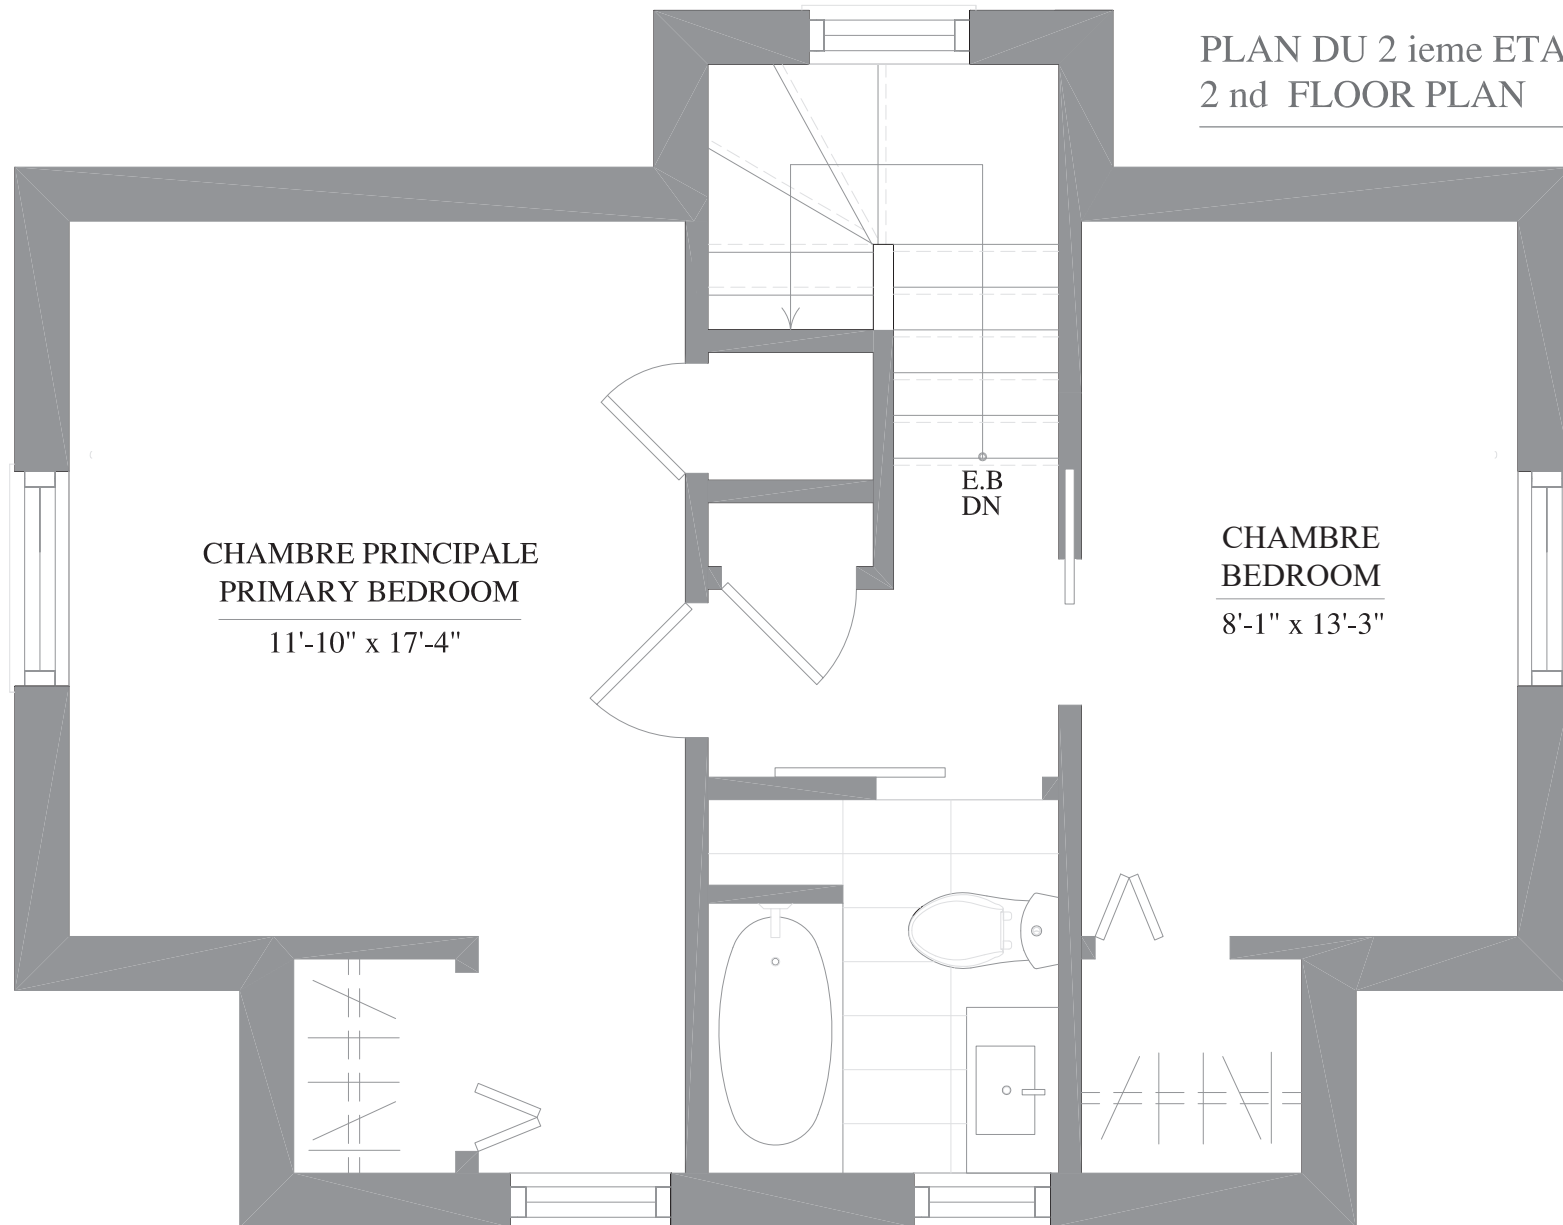 PLAN DU 2 ieme ETA
2 nd FLOOR PLAN
E.B
DN
CHAMBRE PRINCIPALE
PRIMARY BEDROOM
11'-10" x 17'-4"
CHAMBRE
BEDROOM
8'-1" x 13'-3"